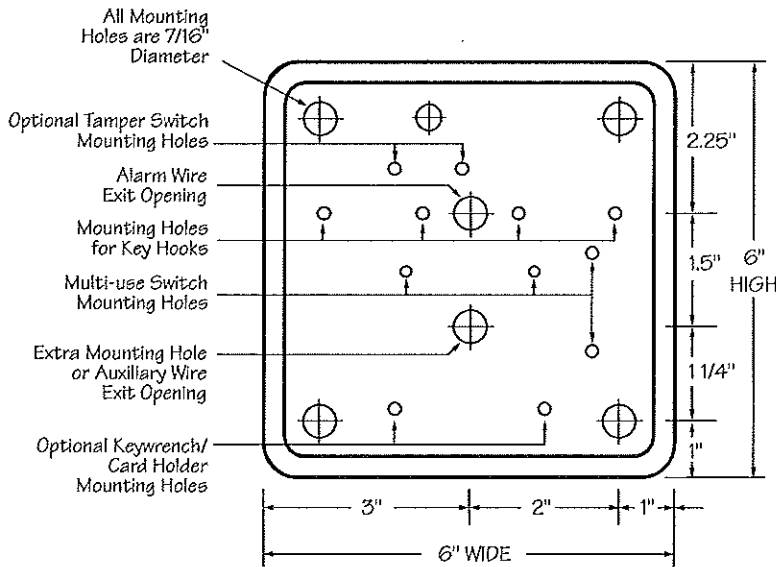 All Mounting
Holes are 7/16"
Diameter
Optional Tamper Switch
Mounting Holes
Alarm Wire
Exit Opening
Mounting Holes
for Key Hooks
Multi-use Switch
Mounting Holes
Extra Mounting Hole
or Auxiliary Wire
Exit Opening
Optional Keywrench/
Card Holder
Mounting Holes
2.25"
1.5"
6"
HIGH
1 1/4"
1"
3"
2"
1"
6" WIDE